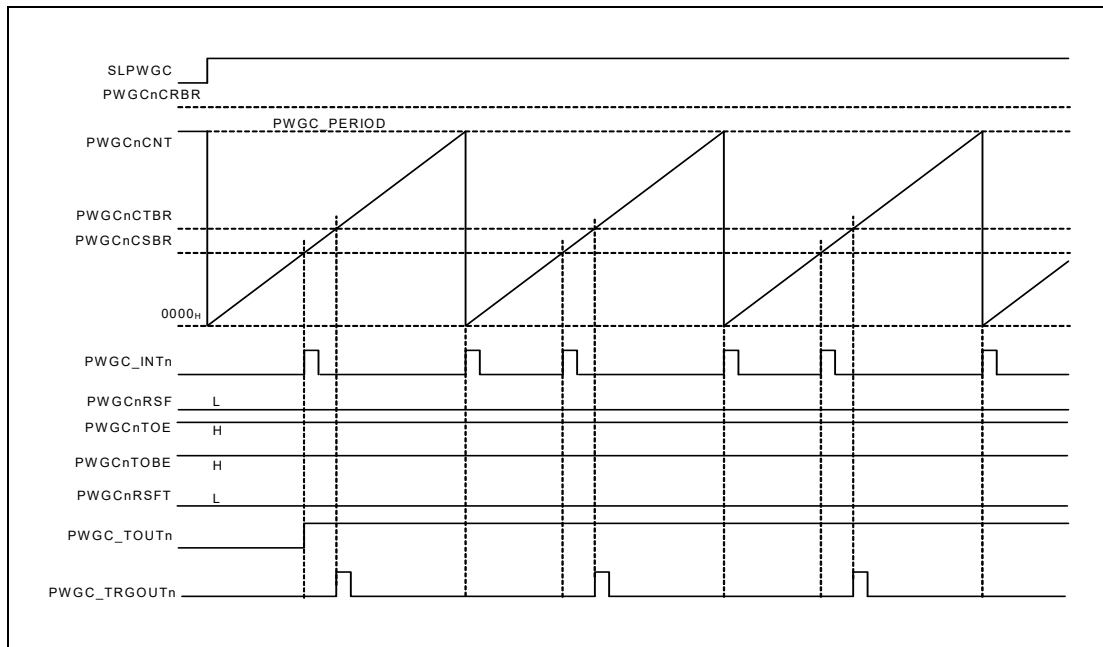 SLPWGC
PWGCnCRBR
PWGC_PERIOD
PWGCnCNT
PWGCnCTBR
PWGCnCSBR
0000H
PWGC_INTn
PWGCnRSF L
PWGCnTOE H
PWGCnTOBE H
PWGCnRSFT L
PWGC_TOUTn
PWGC_TRGOUTn